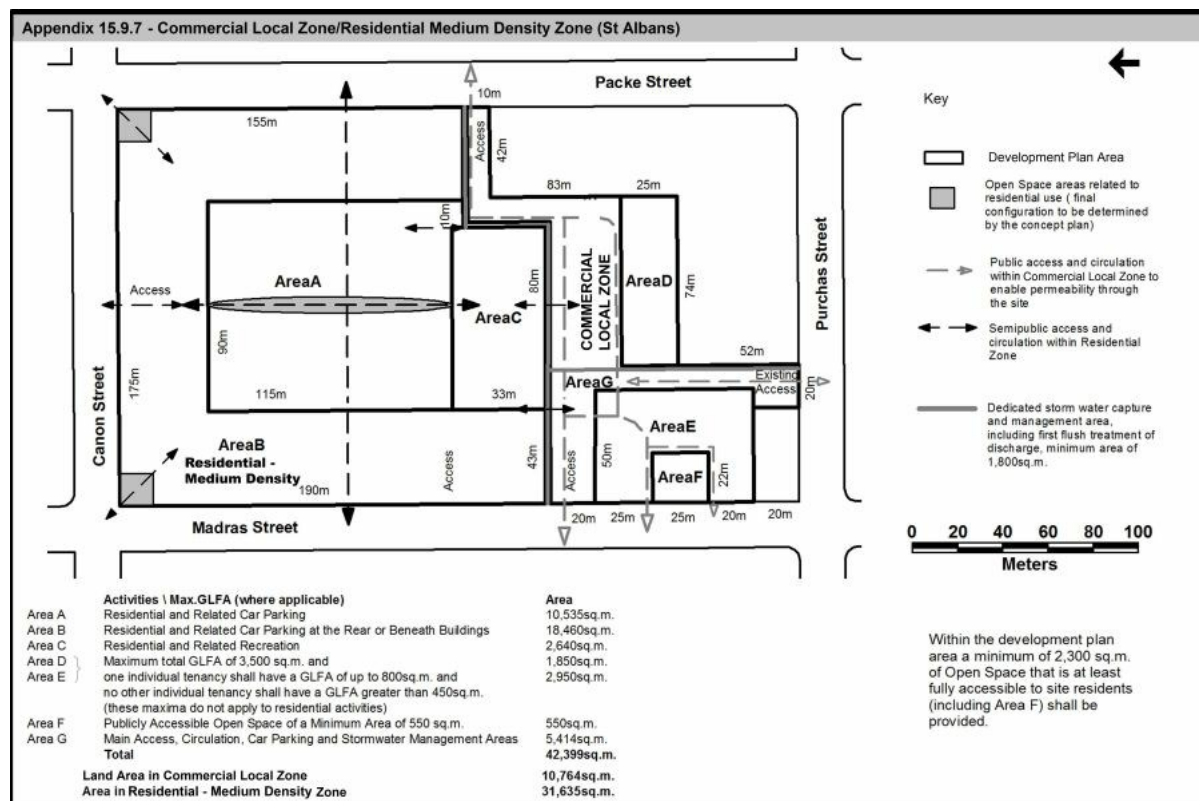 Appendix 15.9.7 - Commercial Local Zone/Residential Medium Density Zone (St Albans)
Packe Street
10m
155m
Access
42m
83m
25m
10m
AreaA
Access
AreaC
80m
COMMERCIAL
LOCAL ZONE
AreaD
74m
Purchas Street
90m
175m
Canon Street
115m
33m
52m
AreaG
Existing
Access
20m
AreaB
Residential -
Medium Density
AreaE
50m
AreaF
22m
43m
Access
Access
190m
Madras Street
20m
25m
25m
20m
20m
Key
Development Plan Area
Open Space areas related to
residential use ( final
configuration to be determined
by the concept plan)
Public access and circulation
within Commercial Local Zone to
enable permeability through
the site
Semipublic access and
circulation within Residential
Zone
Dedicated storm water capture
and management area,
including first flush treatment of
discharge, minimum area of
1,800sq.m.
0 20 40 60 80 100
Meters
Within the development plan
area a minimum of 2,300 sq.m.
of Open Space that is at least
fully accessible to site residents
(including Area F) shall be
provided.
Activities \ Max.GLFA (where applicable) Area
Area A Residential and Related Car Parking 10,535sq.m.
Area B Residential and Related Car Parking at the Rear or Beneath Buildings 18,460sq.m.
Area C Residential and Related Recreation 2,640sq.m.
Area D Maximum total GLFA of 3,500 sq.m. and 1,850sq.m.
Area E one individual tenancy shall have a GLFA of up to 800sq.m. and 2,950sq.m.
no other individual tenancy shall have a GLFA greater than 450sq.m.
(these maxima do not apply to residential activities)
Area F Publicly Accessible Open Space of a Minimum Area of 550 sq.m. 550sq.m.
Area G Main Access, Circulation, Car Parking and Stormwater Management Areas 5,414sq.m.
Total 42,399sq.m.
Land Area in Commercial Local Zone 10,764sq.m.
Area in Residential - Medium Density Zone 31,635sq.m.